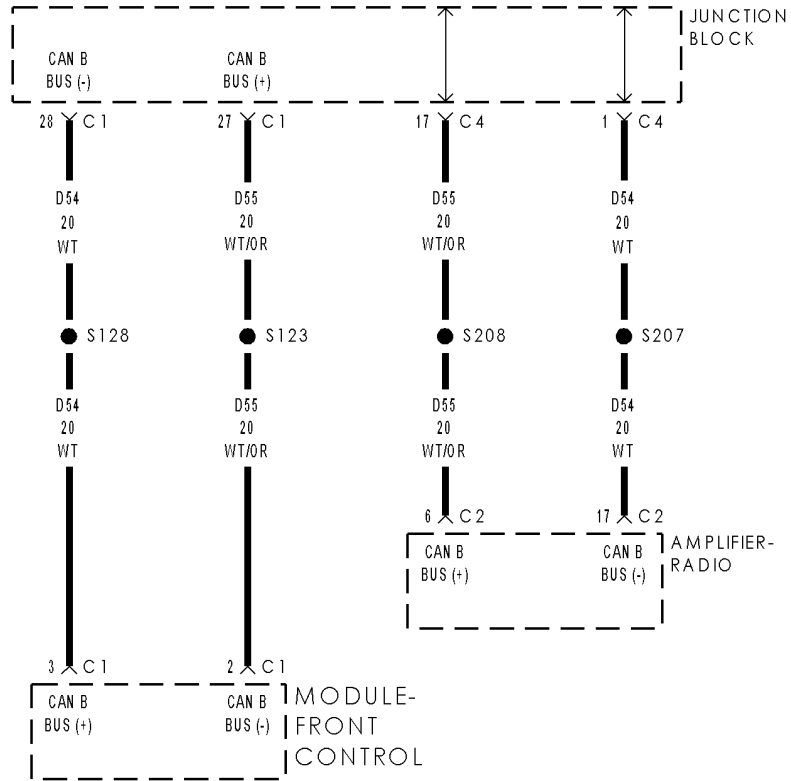 JUNCTION
BLOCK
CAN B
BUS (-)
CAN B
BUS (+)
28 C1
27 C1
17 C4
1 C4
D54
20
WT
D55
20
WT/OR
D55
20
WT/OR
D54
20
WT
S128
S123
S208
S207
D54
20
WT
D55
20
WT/OR
D55
20
WT/OR
D54
20
WT
6 C2
17 C2
CAN B
BUS (+)
CAN B
BUS (-)
AMPLIFIER-
RADIO
3 C1
2 C1
CAN B
BUS (+)
CAN B
BUS (-)
MODULE-
FRONT
CONTROL